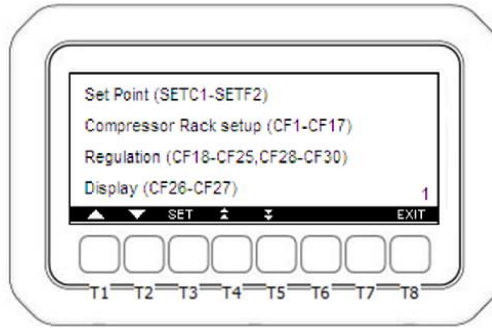 Set Point (SETC1-SETF2)
Compressor Rack setup (CF1-CF17)
Regulation (CF18-CF25,CF28-CF30)
Display (CF26-CF27)
1
SET EXIT
T1 T2 T3 T4 T5 T6 T7 T8